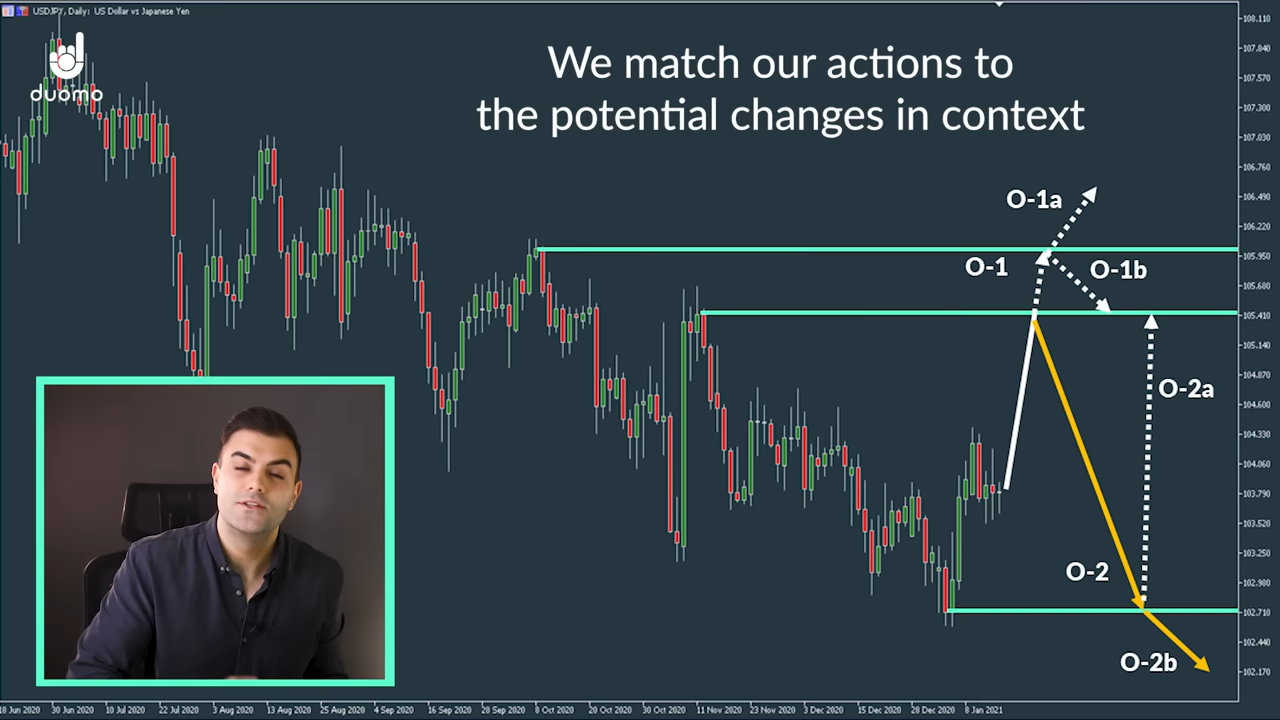 USDJPY, Daily: US Dollar vs Japanese Yen
duomo
We match our actions to
the potential changes in context
O-1a
O-1
O-1b
O-2a
O-2
O-2b
108.110
107.840
107.570
107.300
107.030
106.760
106.490
106.220
105.950
105.680
105.410
105.140
104.870
104.600
104.330
104.060
103.790
103.520
103.250
102.980
102.710
102.440
102.170
18 Jun 2020 30 Jun 2020 10 Jul 2020 22 Jul 2020 3 Aug 2020 13 Aug 2020 25 Aug 2020 4 Sep 2020 16 Sep 2020 28 Sep 2020 8 Oct 2020 20 Oct 2020 30 Oct 2020 11 Nov 2020 23 Nov 2020 3 Dec 2020 15 Dec 2020 28 Dec 2020 8 Jan 2021